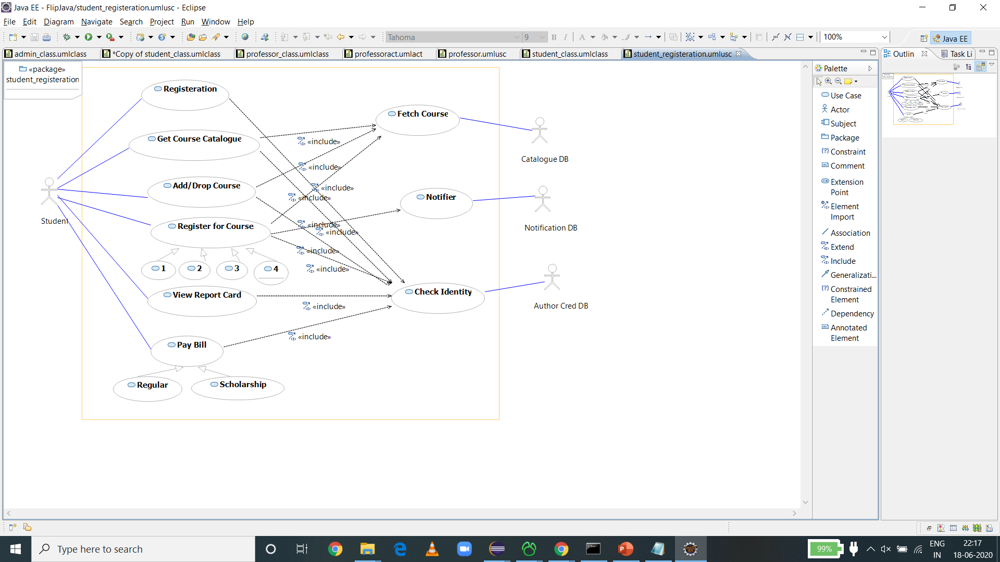 Java EE - FlipJava/student_registeration.umlusc - Eclipse
File Edit Diagram Navigate Search Project Run Window Help
Tahoma 9 B I A 100% Java EE
admin_class.umlclass *Copy of student_class.umlclass professor_class.umlclass professoract.umlact professor.umlusc student_class.umlclass student_registeration.umlusc Outlin Task Li
«package»
student_registeration
Registeration
Get Course Catalogue
Add/Drop Course
Register for Course
1 2 3 4
View Report Card
Pay Bill
Regular Scholarship
Student
«include»
«include»
«include»
«include»
«include»
«include»
«include»
«include»
«include»
«include»
Fetch Course
Notifier
Check Identity
Catalogue DB
Notification DB
Author Cred DB
Palette
Use Case
Actor
Subject
Package
Constraint
Comment
Extension
Point
Element
Import
Association
Extend
Include
Generalizati...
Constrained
Element
Dependency
Annotated
Element
Type here to search
99%
ENG
IN
22:17
18-06-2020